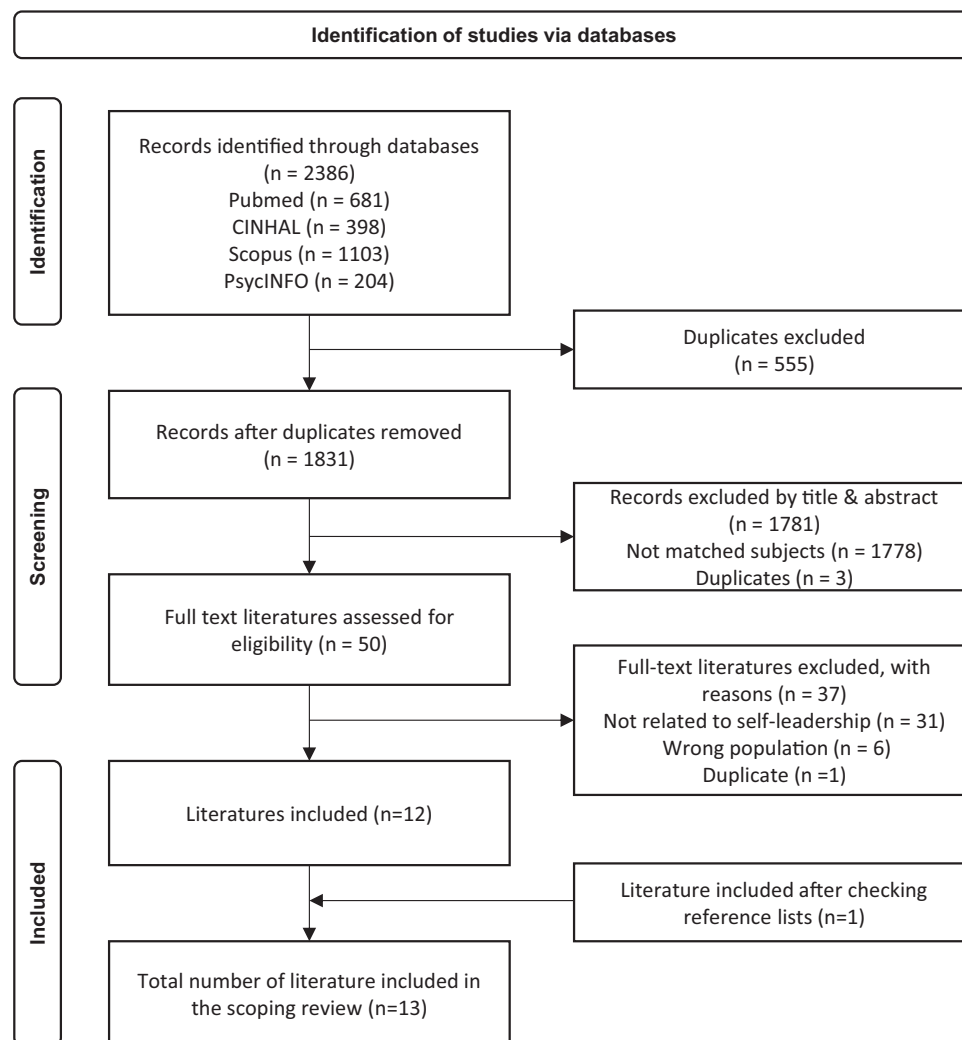 Identification of studies via databases
Identification
Records identified through databases
(n = 2386)
Pubmed (n = 681)
CINHAL (n = 398)
Scopus (n = 1103)
PsycINFO (n = 204)
Duplicates excluded
(n = 555)
Screening
Records after duplicates removed
(n = 1831)
Records excluded by title & abstract
(n = 1781)
Not matched subjects (n = 1778)
Duplicates (n = 3)
Full text literatures assessed for
eligibility (n = 50)
Full-text literatures excluded, with
reasons (n = 37)
Not related to self-leadership (n = 31)
Wrong population (n = 6)
Duplicate (n =1)
Included
Literatures included (n=12)
Literature included after checking
reference lists (n=1)
Total number of literature included in
the scoping review (n=13)